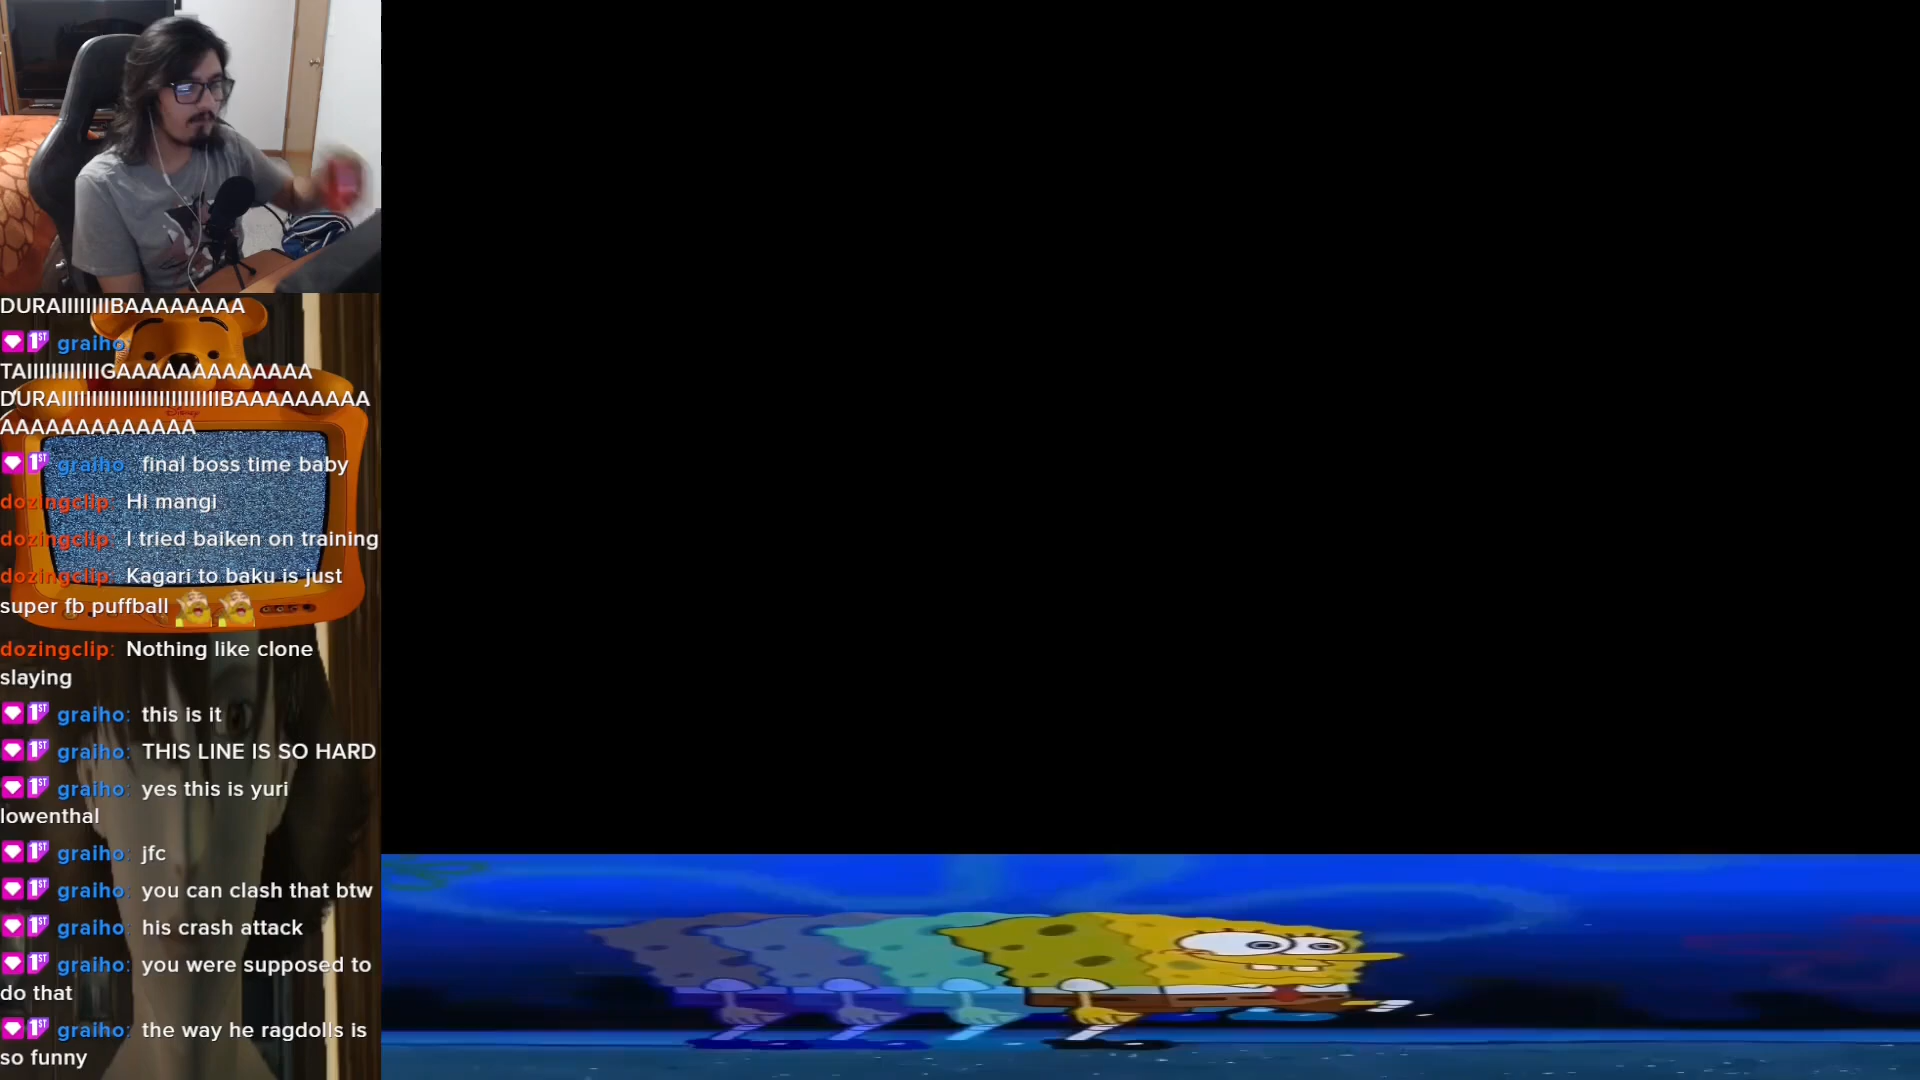 DURAIIIIIIIIBAAAAAAAA
graiho:
TAIIIIIIIIIIIIGAAAAAAAAAAAAA
DURAIIIIIIIIIIIIIIIIIIIIIIIIIIBAAAAAAAAA
AAAAAAAAAAAAA
Disney
graiho: final boss time baby
dozingclip: Hi mangi
dozingclip: I tried baiken on training
dozingclip: Kagari to baku is just
super fb puffball
dozingclip: Nothing like clone
slaying
graiho: this is it
graiho: THIS LINE IS SO HARD
graiho: yes this is yuri
lowenthal
graiho: jfc
graiho: you can clash that btw
graiho: his crash attack
graiho: you were supposed to
do that
graiho: the way he ragdolls is
so funny